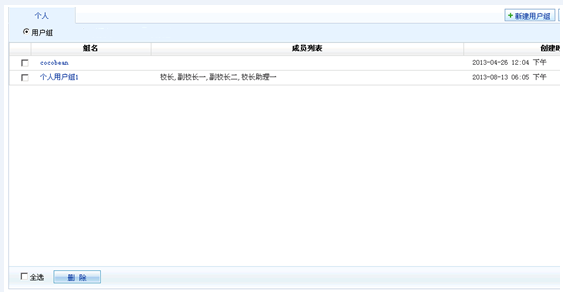 个人
新建用户组
用户组
组名 成员列表 创建时
cocobean 2013-04-26 12:04 下午
个人用户组1 校长,副校长一,副校长二,校长助理一 2013-08-13 06:05 下午
全选 删 除